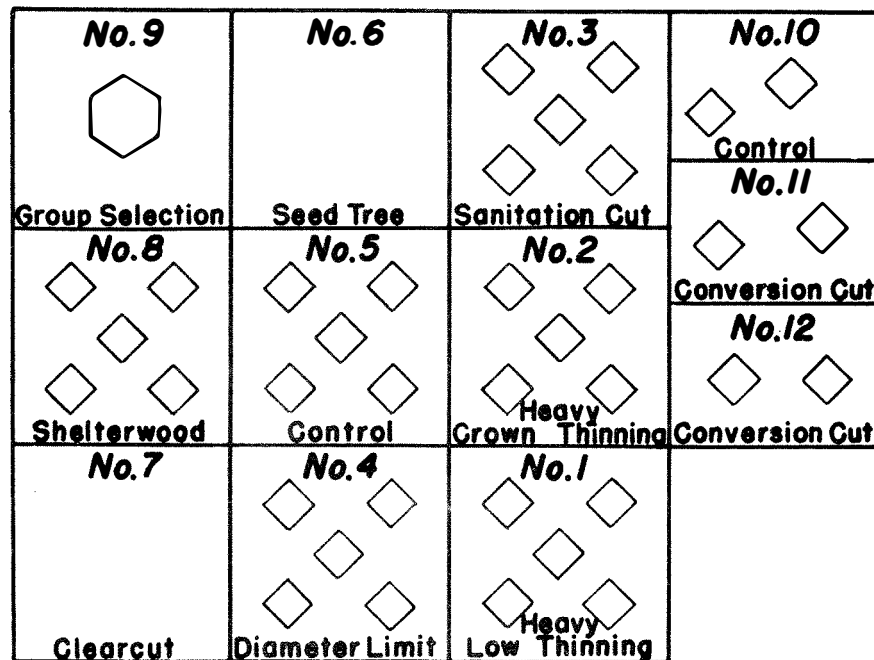 No.9
Group Selection
No.6
Seed Tree
No.3
Sanitation Cut
No.10
Control
No.11
Conversion Cut
No.12
Conversion Cut
No.8
Shelterwood
No.5
Control
No.2
Heavy
Crown Thinning
No.7
Clearcut
No.4
Diameter Limit
No.1
Heavy
Low Thinning